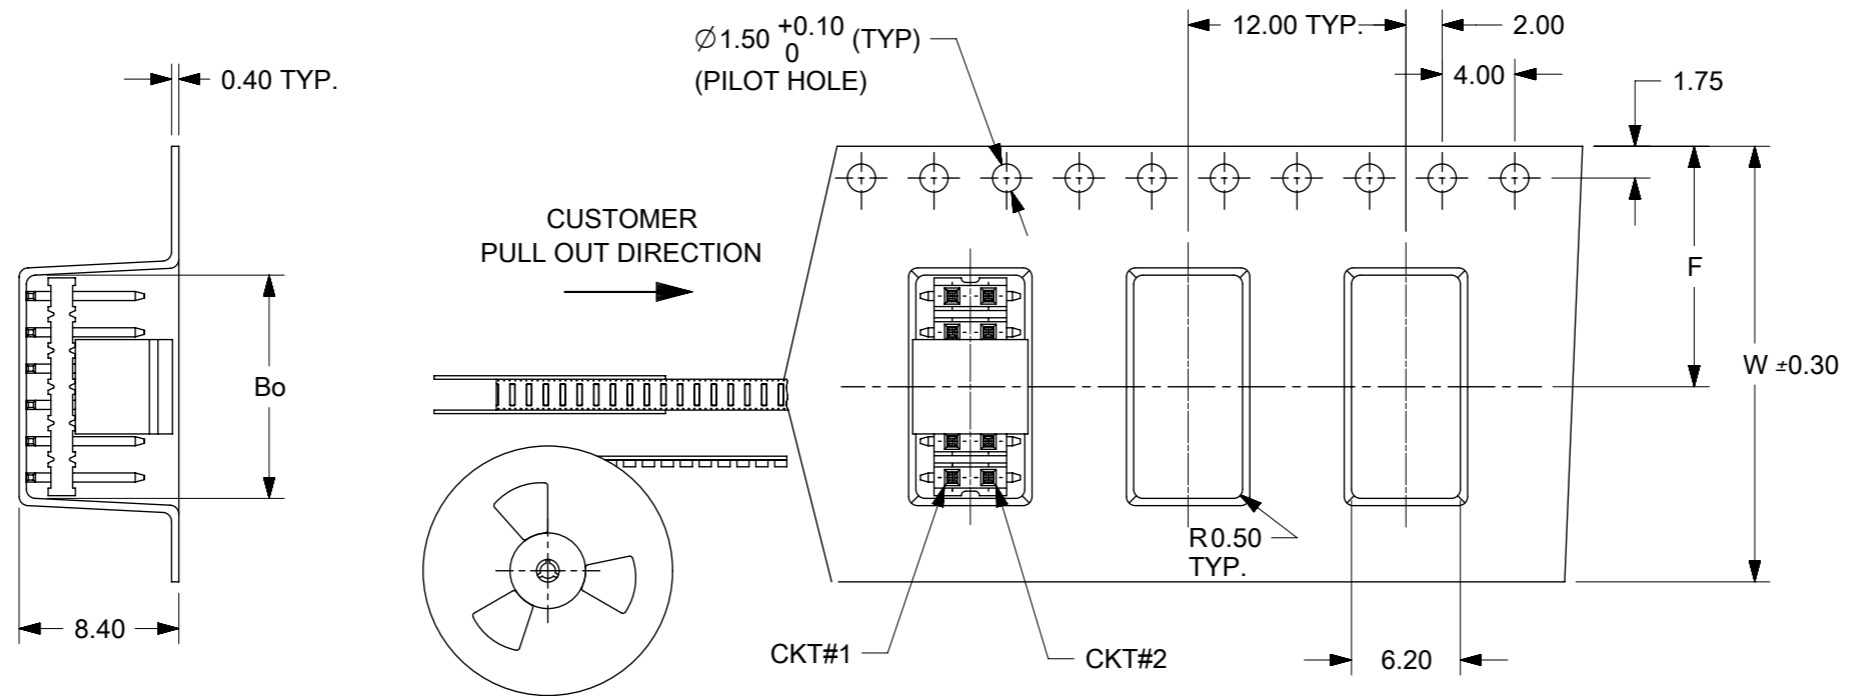 0.40 TYP.
Ø1.50 +0.10 (TYP)
0
(PILOT HOLE)
12.00 TYP.
2.00
4.00
1.75
CUSTOMER
PULL OUT DIRECTION
F
Bo
W ±0.30
R0.50
TYP.
8.40
CKT#1
CKT#2
6.20